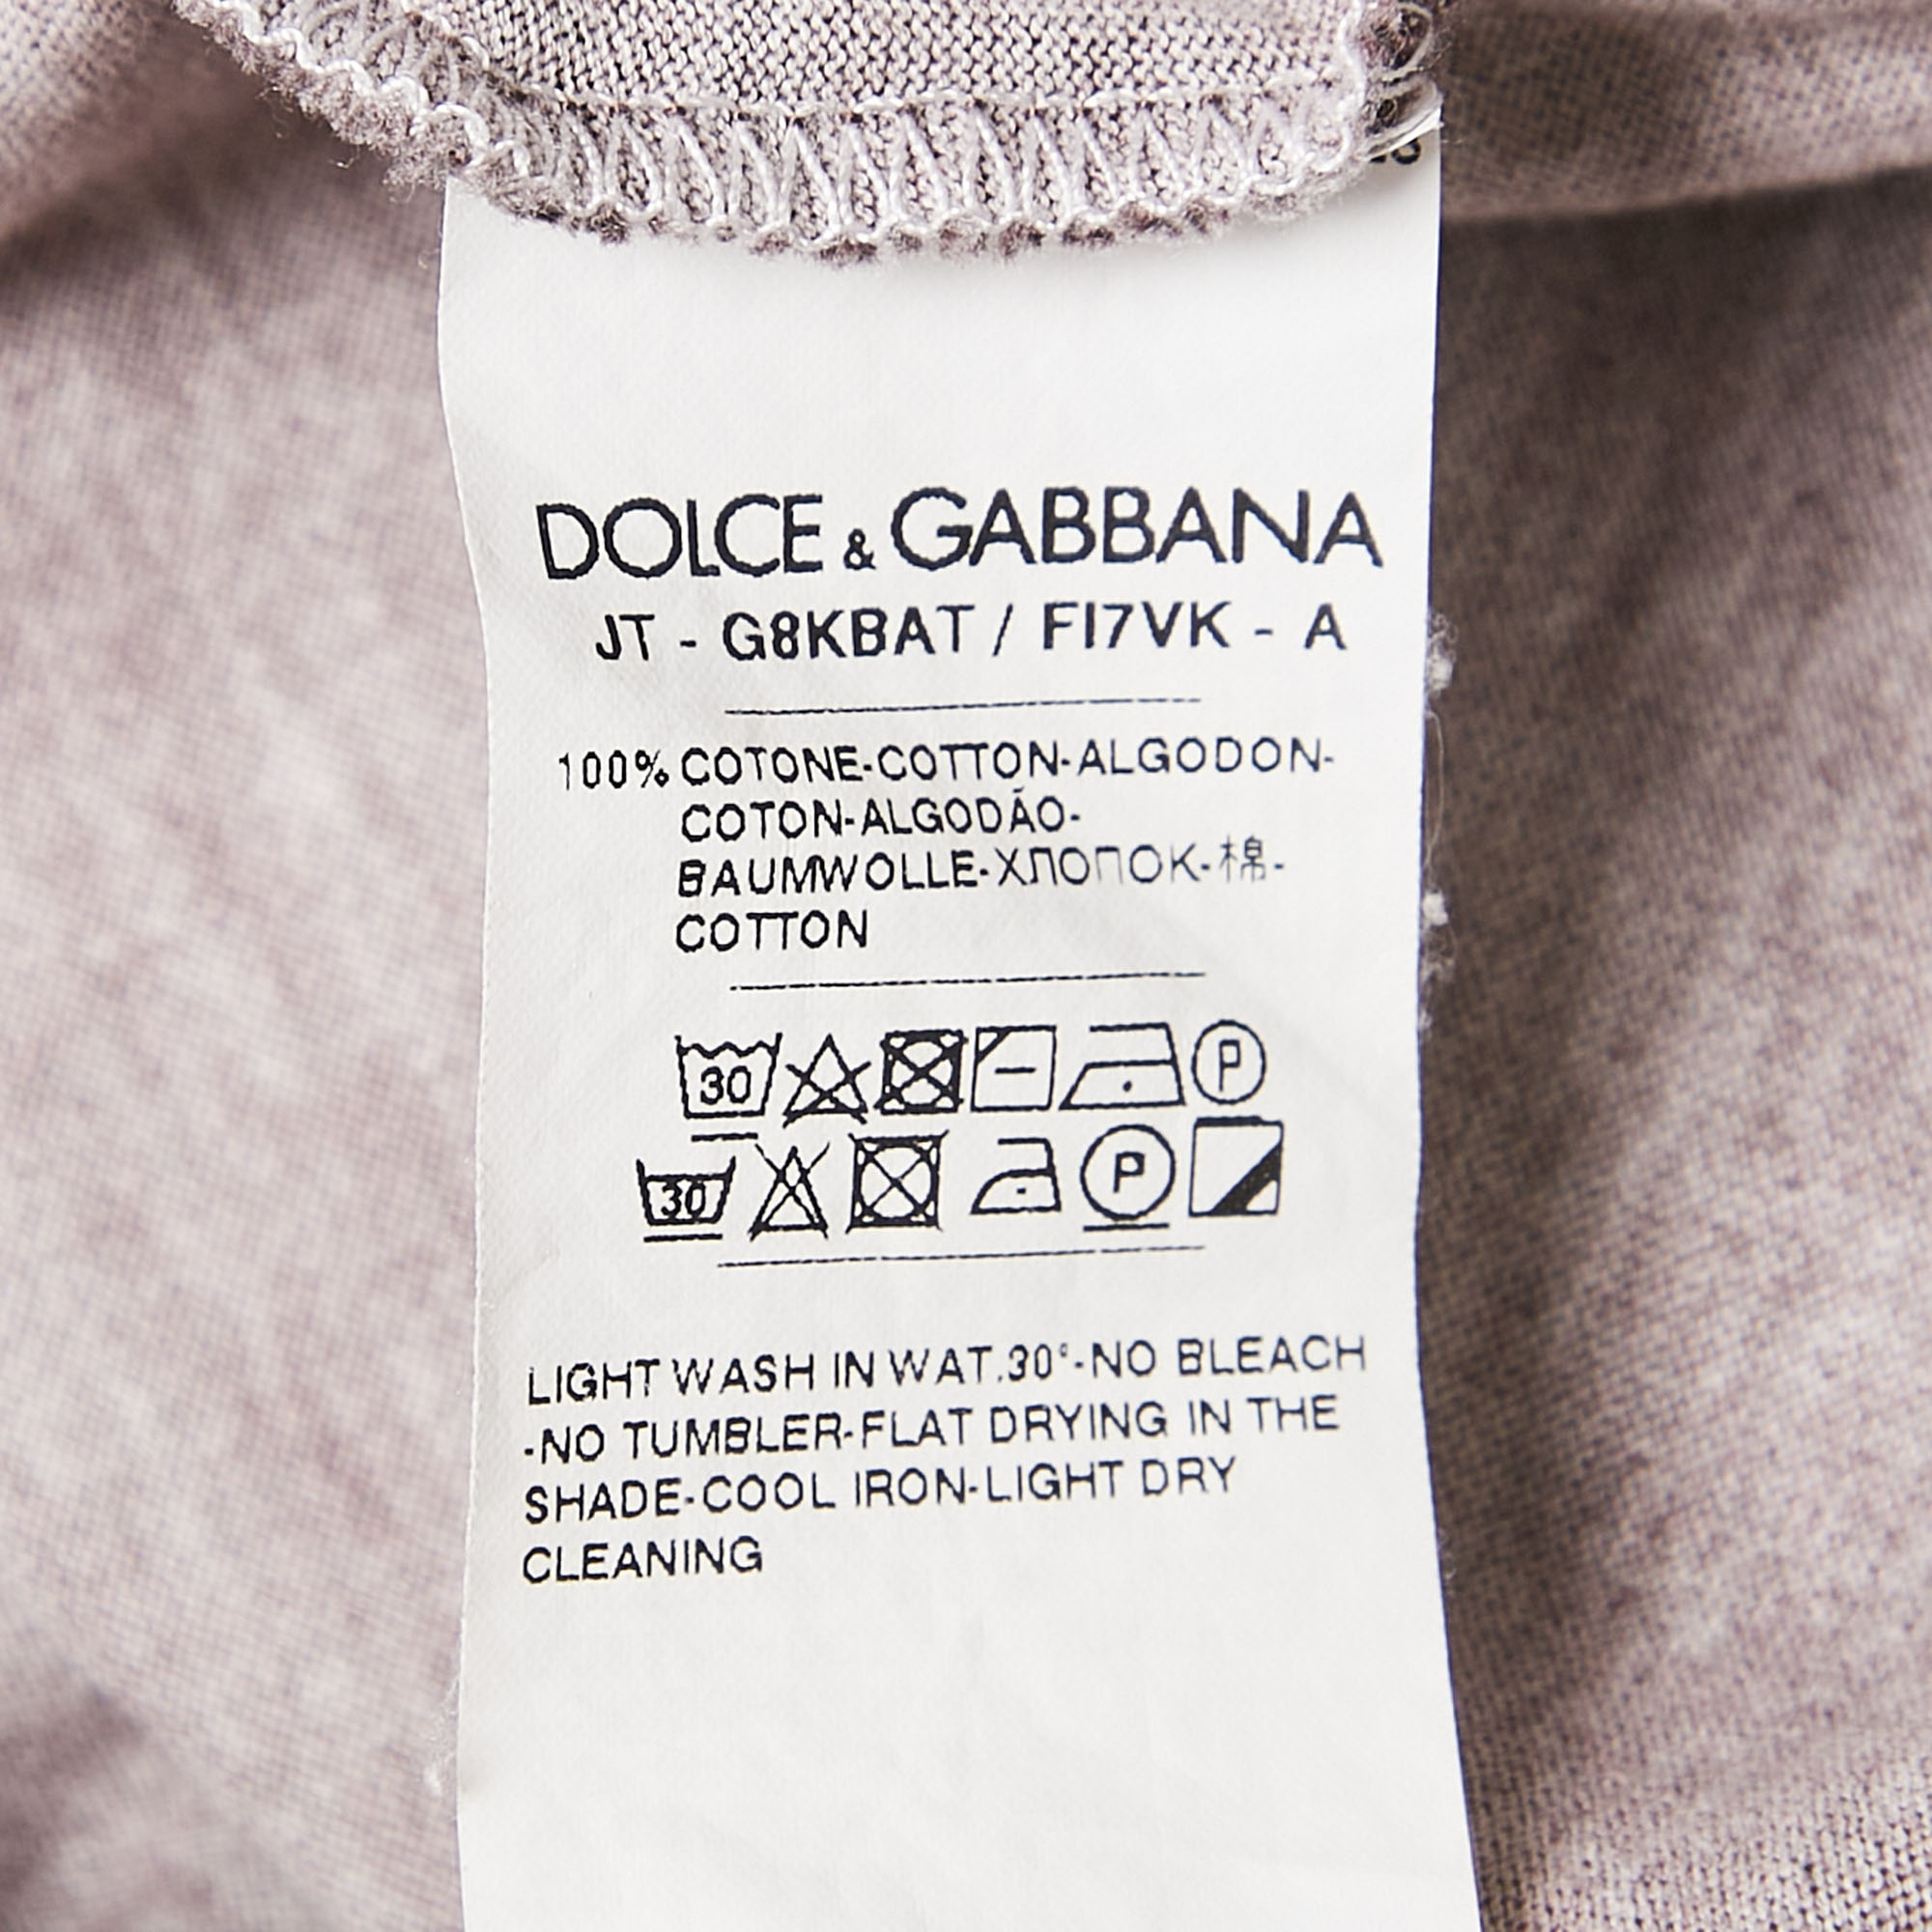 DOLCE & GABBANA
JT - G8KBAT / FI7VK - A
100% COTONE-COTTON-ALGODON-
COTON-ALGODÃO-
BAUMWOLLE-ХЛОПОК-棉-
COTTON
30 P
30 P
LIGHT WASH IN WAT.30°-NO BLEACH
-NO TUMBLER-FLAT DRYING IN THE
SHADE-COOL IRON-LIGHT DRY
CLEANING